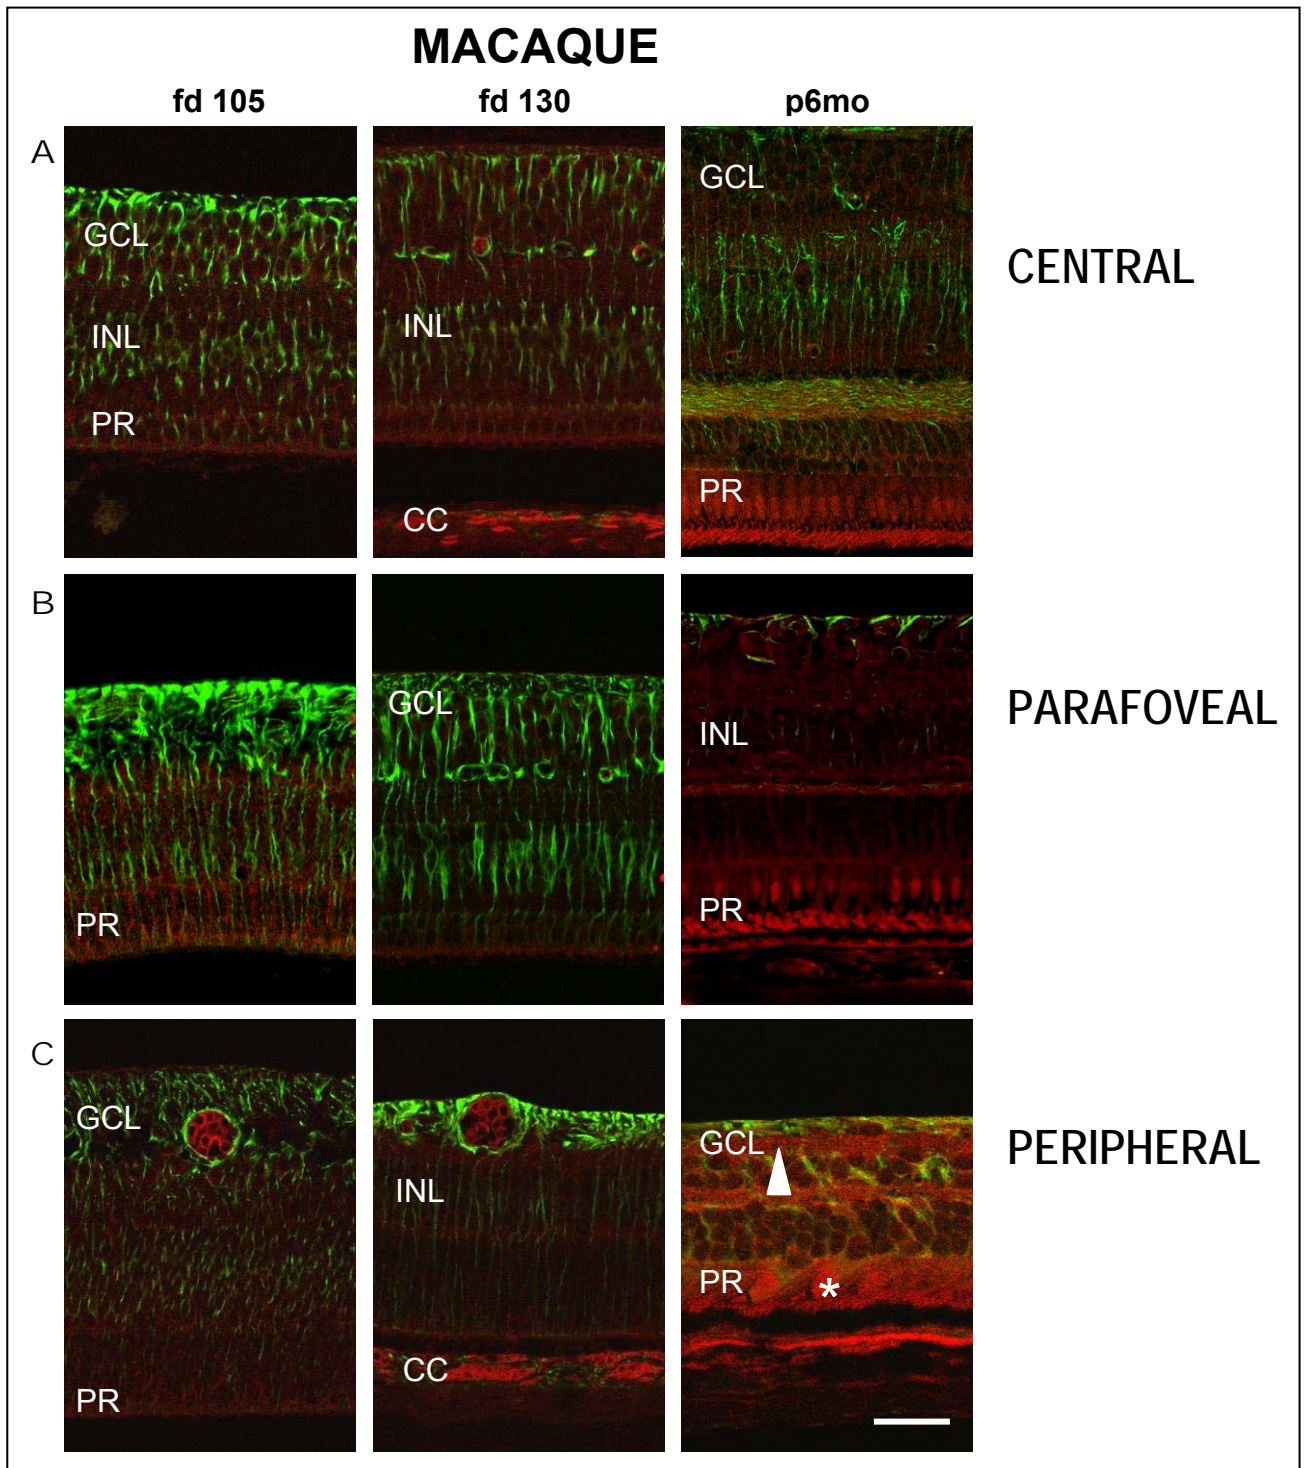 MACAQUE
fd 105 fd 130 p6mo
A
GCL
INL
PR
INL
CC
GCL
PR
CENTRAL
B
PR
GCL
INL
PR
PARAFOVEAL
C
GCL
PR
INL
CC
GCL
PR
*
PERIPHERAL